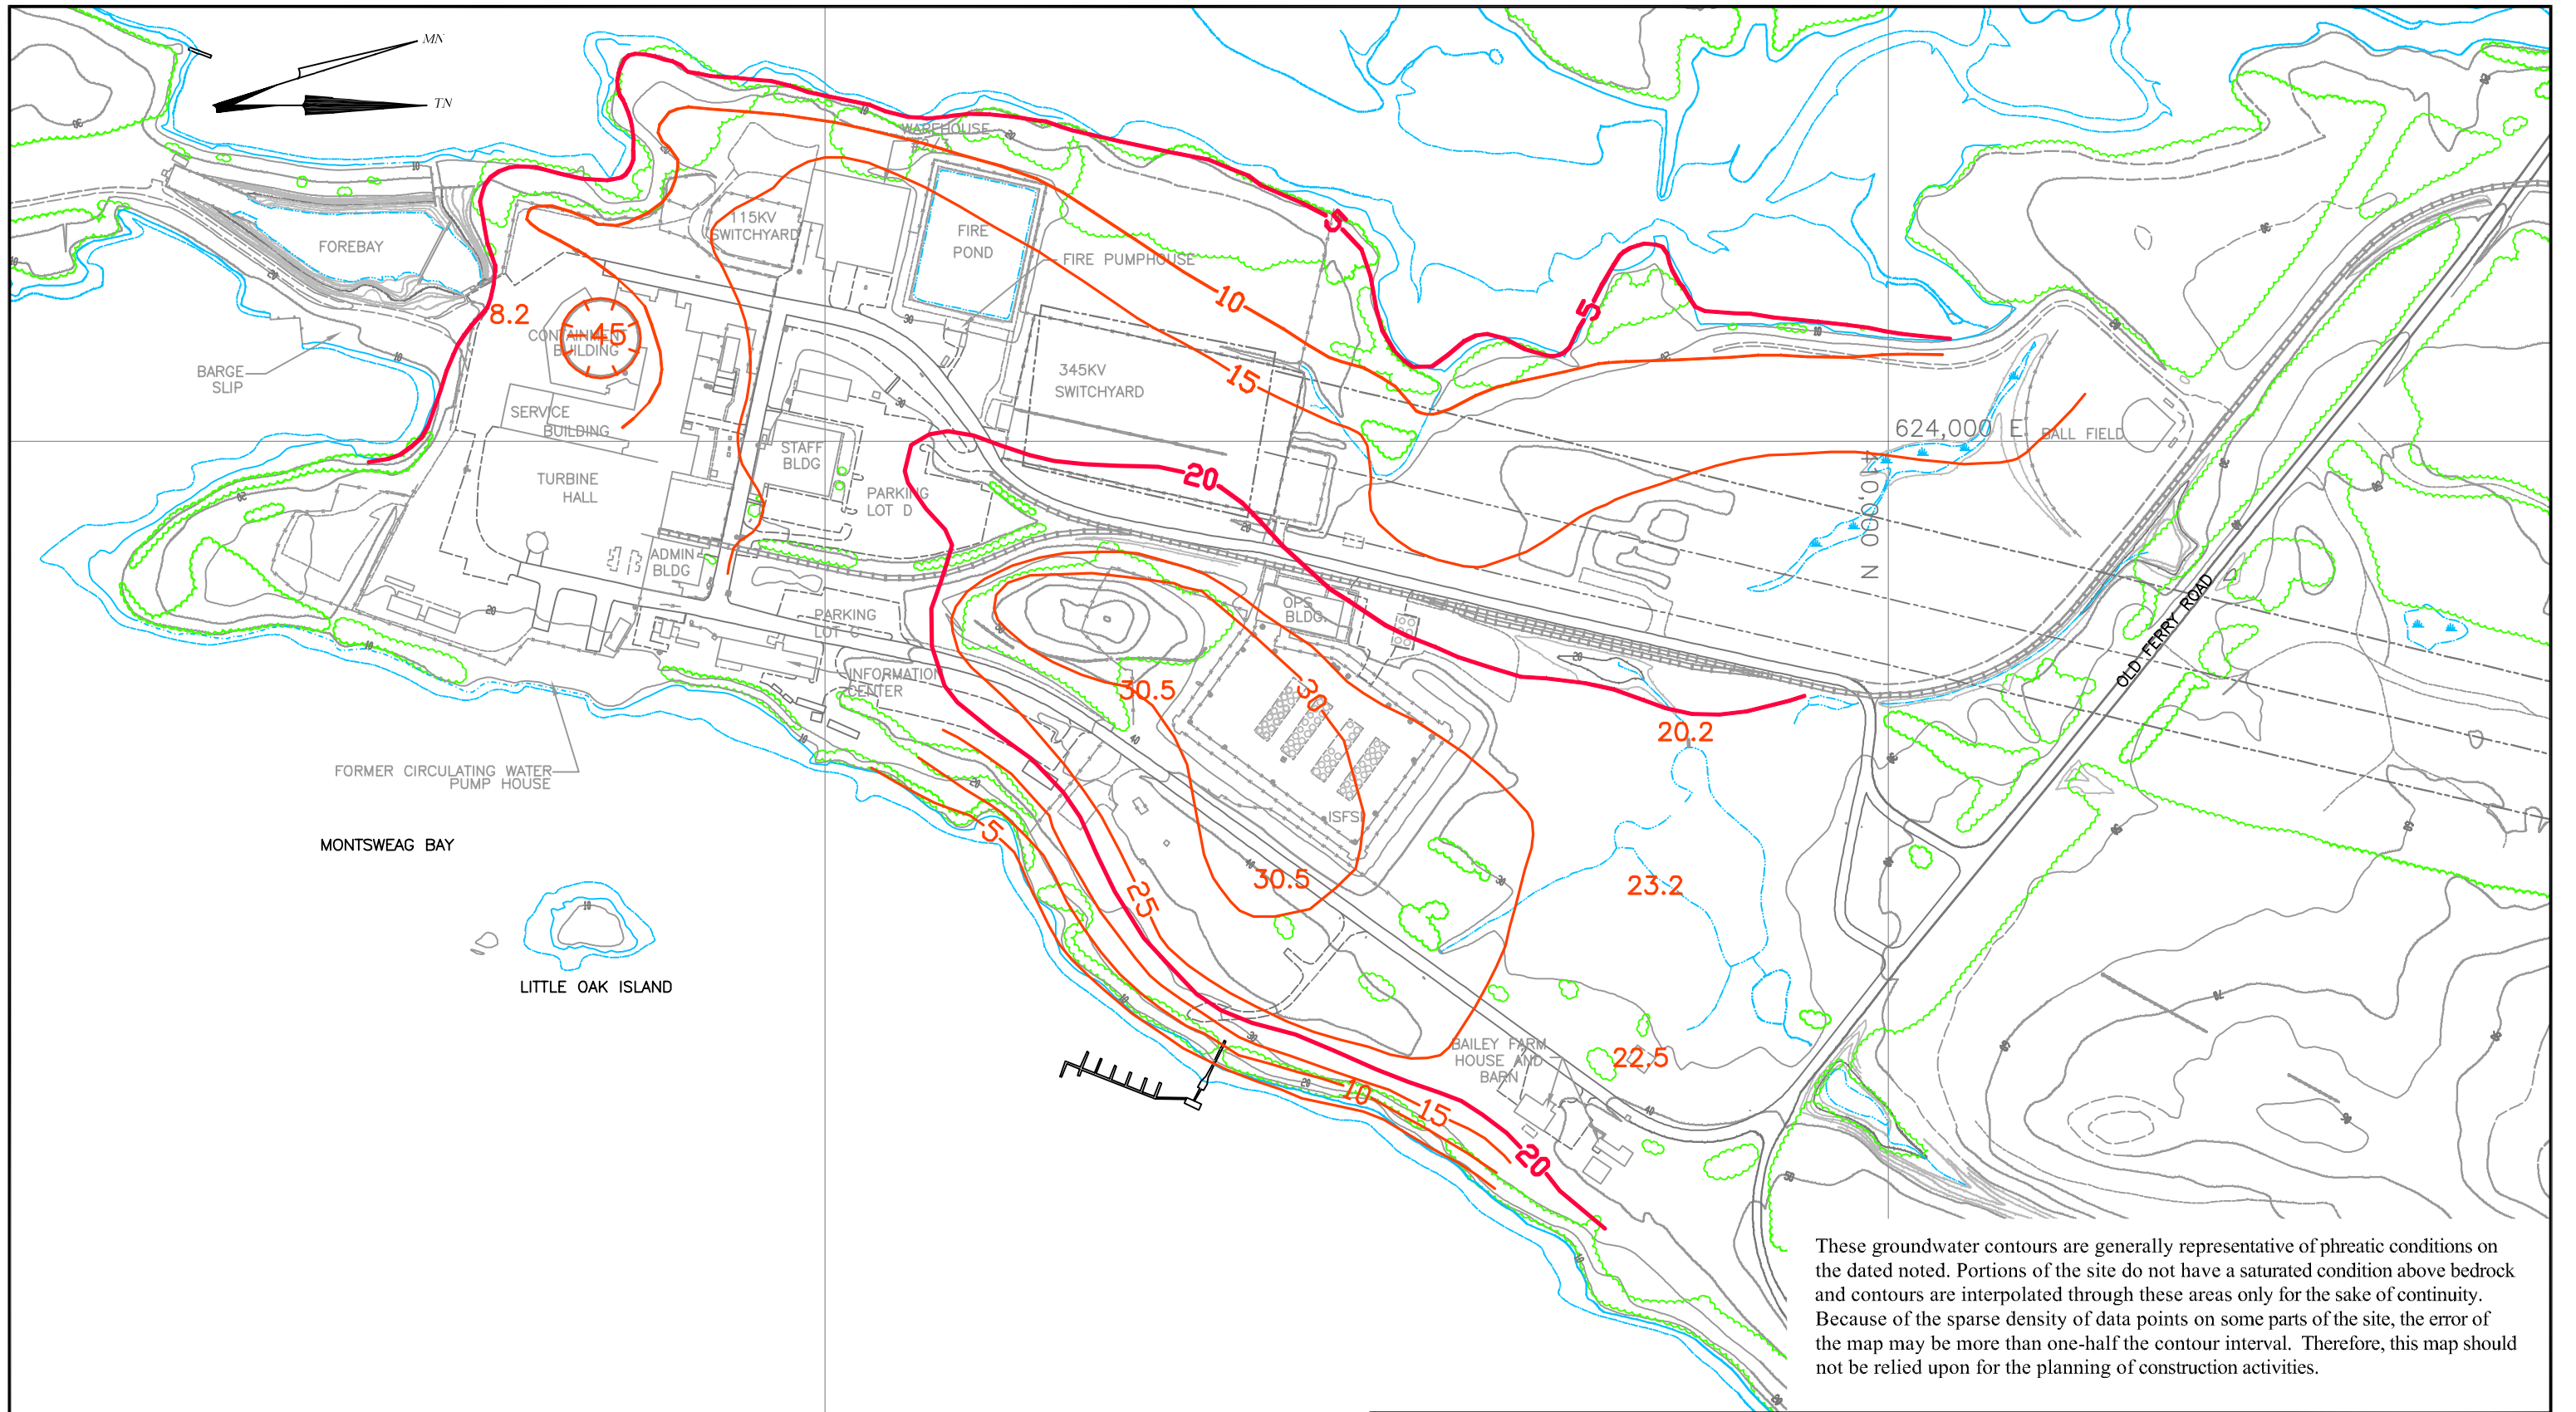 MN
TN
WAREHOUSE
115KV
SWITCHYARD
FIRE
POND
FOREBAY
FIRE PUMPHOUSE
5
10
5
8.2
-45
CONTAINMENT
BUILDING
BARGE
SLIP
345KV
SWITCHYARD
15
SERVICE
BUILDING
624,000 E
BALL FIELD
STAFF
BLDG
20
TURBINE
HALL
PARKING
LOT D
410,000 N
ADMIN
BLDG
OPS
BLDG.
PARKING
LOT C
OLD FERRY ROAD
INFORMATION
CENTER
30.5
30
20.2
FORMER CIRCULATING WATER
PUMP HOUSE
ISFSI
5
MONTSWEAG BAY
30.5
23.2
25
LITTLE OAK ISLAND
BAILEY FARM
HOUSE AND
BARN
22.5
10
15
20
These groundwater contours are generally representative of phreatic conditions on
the dated noted. Portions of the site do not have a saturated condition above bedrock
and contours are interpolated through these areas only for the sake of continuity.
Because of the sparse density of data points on some parts of the site, the error of
the map may be more than one-half the contour interval. Therefore, this map should
not be relied upon for the planning of construction activities.